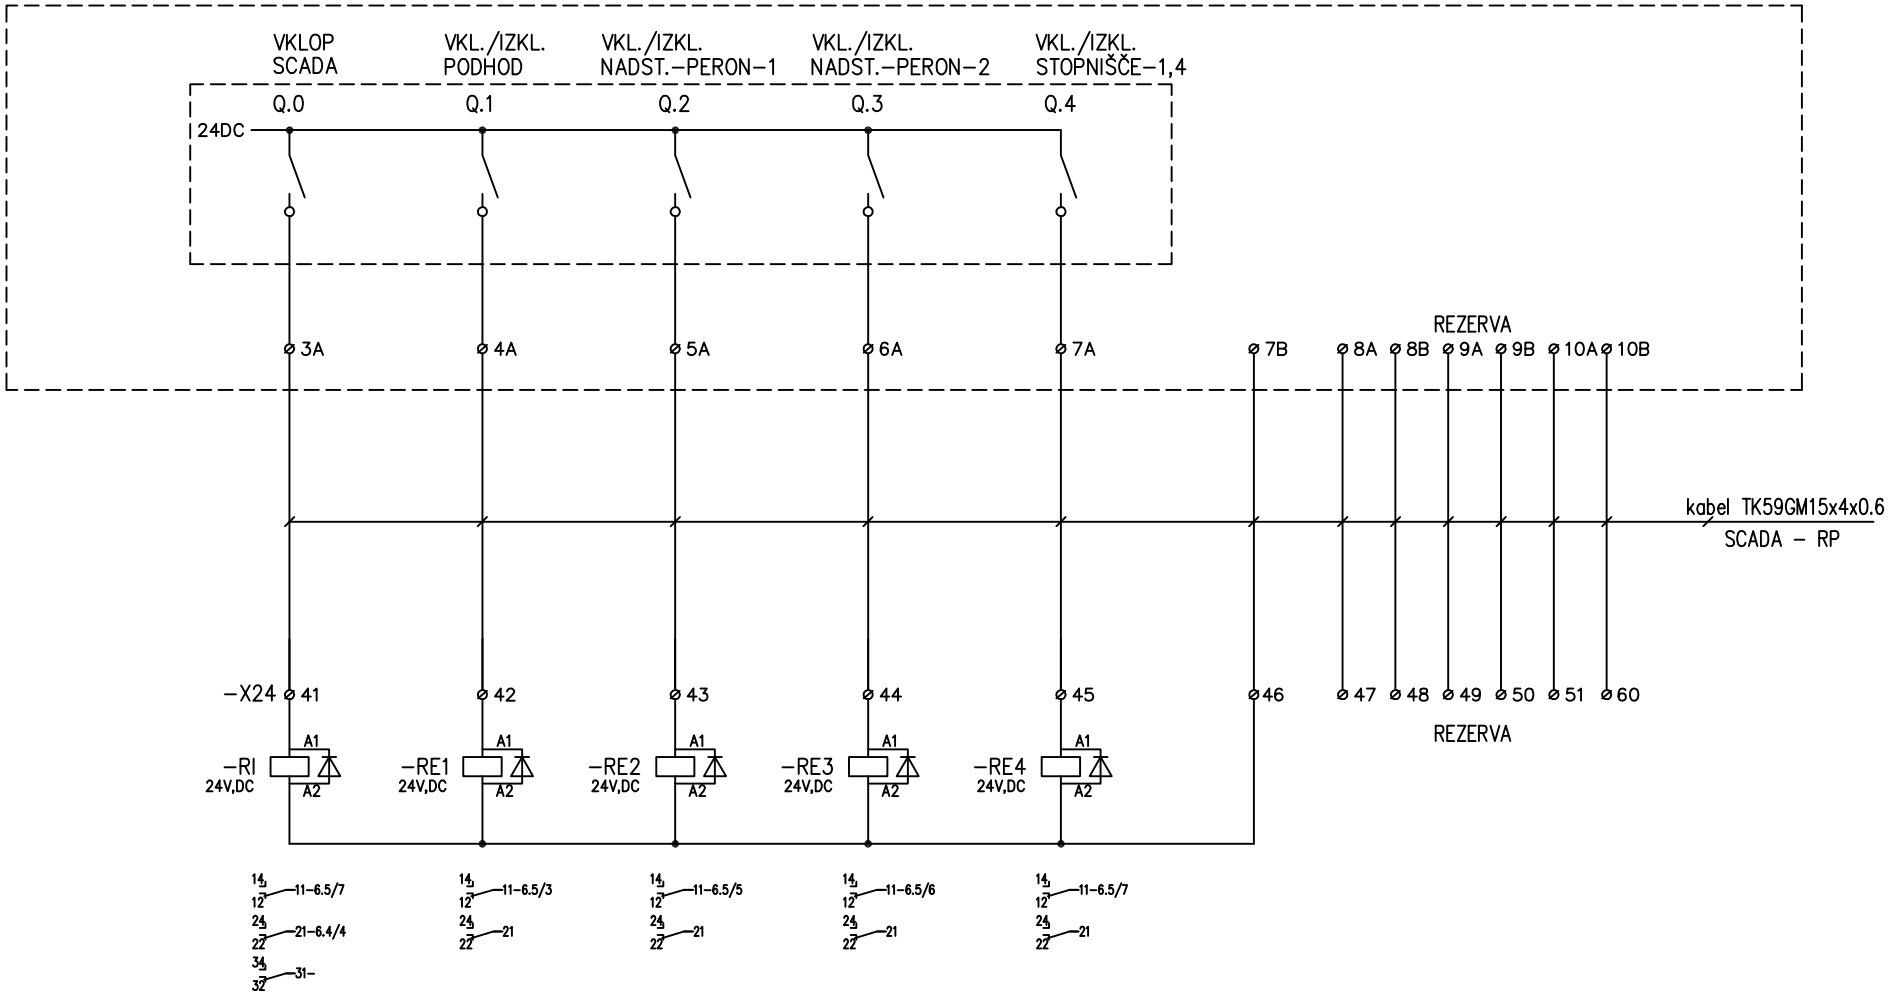 VKLOP
SCADA
VKL./IZKL.
PODHOD
VKL./IZKL.
NADST.-PERON-1
VKL./IZKL.
NADST.-PERON-2
VKL./IZKL.
STOPNIŠČE-1,4
Q.0 Q.1 Q.2 Q.3 Q.4
24DC
REZERVA
3A 4A 5A 6A 7A 7B 8A 8B 9A 9B 10A 10B
kabel TK59GM15x4x0.6
SCADA - RP
-X24 41 42 43 44 45 46 47 48 49 50 51 60
REZERVA
A1 A1 A1 A1 A1
-RI -RE1 -RE2 -RE3 -RE4
24V,DC 24V,DC 24V,DC 24V,DC 24V,DC
A2 A2 A2 A2 A2
14 14 14 14 14
11-6.5/7 11-6.5/3 11-6.5/5 11-6.5/6 11-6.5/7
12 12 12 12 12
24 24 24 24 24
21-6.4/4 21 21 21 21
22 22 22 22 22
34
31-
32